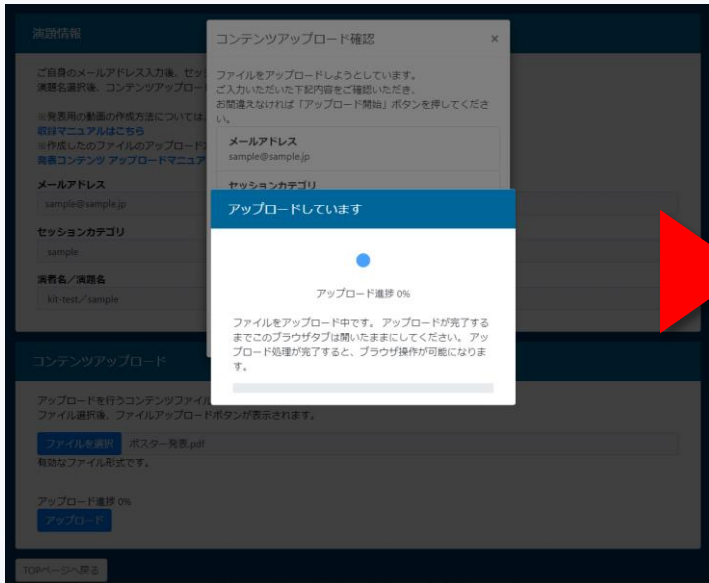 演題情報
ご自身のメールアドレス入力後、セッシ
演題名選択後、コンテンツアップロー
※発表用の動画の作成方法については、
収録マニュアルはこちら
※作成したのファイルのアップロード
発表コンテンツ アップロードマニュア
メールアドレス
sample@sample.jp
セッションカテゴリ
sample
演者名／演題名
kit-test／sample
コンテンツアップロード確認
×
ファイルをアップロードしようとしています。
ご入力いただいた下記内容をご確認いただき、
お間違えなければ「アップロード開始」ボタンを押してくださ
い。
メールアドレス
sample@sample.jp
セッションカテゴリ
アップロードしています
アップロード進捗 0%
ファイルをアップロード中です。 アップロードが完了する
までこのブラウザタブは開いたままにしてください。 アッ
プロード処理が完了すると、ブラウザ操作が可能になりま
す。
コンテンツアップロード
アップロードを行うコンテンツファイル
ファイル選択後、ファイルアップロードボタンが表示されます。
ファイルを選択 ポスター発表.pdf
有効なファイル形式です。
アップロード進捗 0%
アップロード
TOPページへ戻る